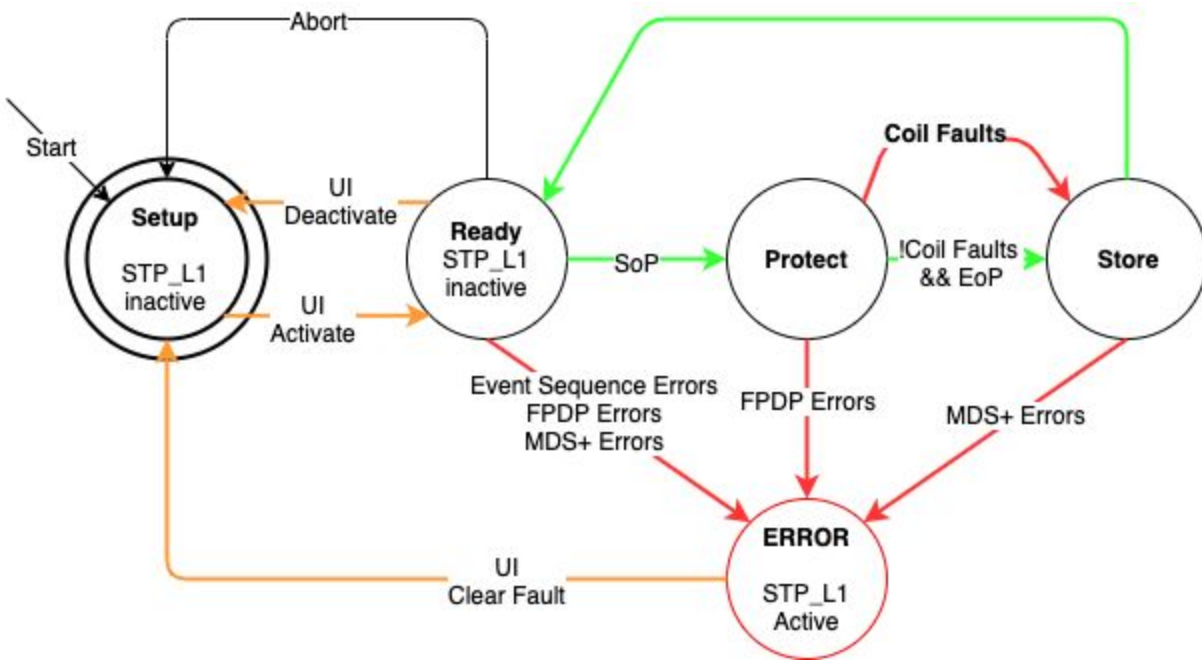 Abort
Start
Setup
STP_L1
inactive
UI
Deactivate
UI
Activate
Ready
STP_L1
inactive
SoP
Protect
Coil Faults
!Coil Faults
&& EoP
Store
Event Sequence Errors
FPDP Errors
MDS+ Errors
FPDP Errors
MDS+ Errors
ERROR
STP_L1
Active
UI
Clear Fault